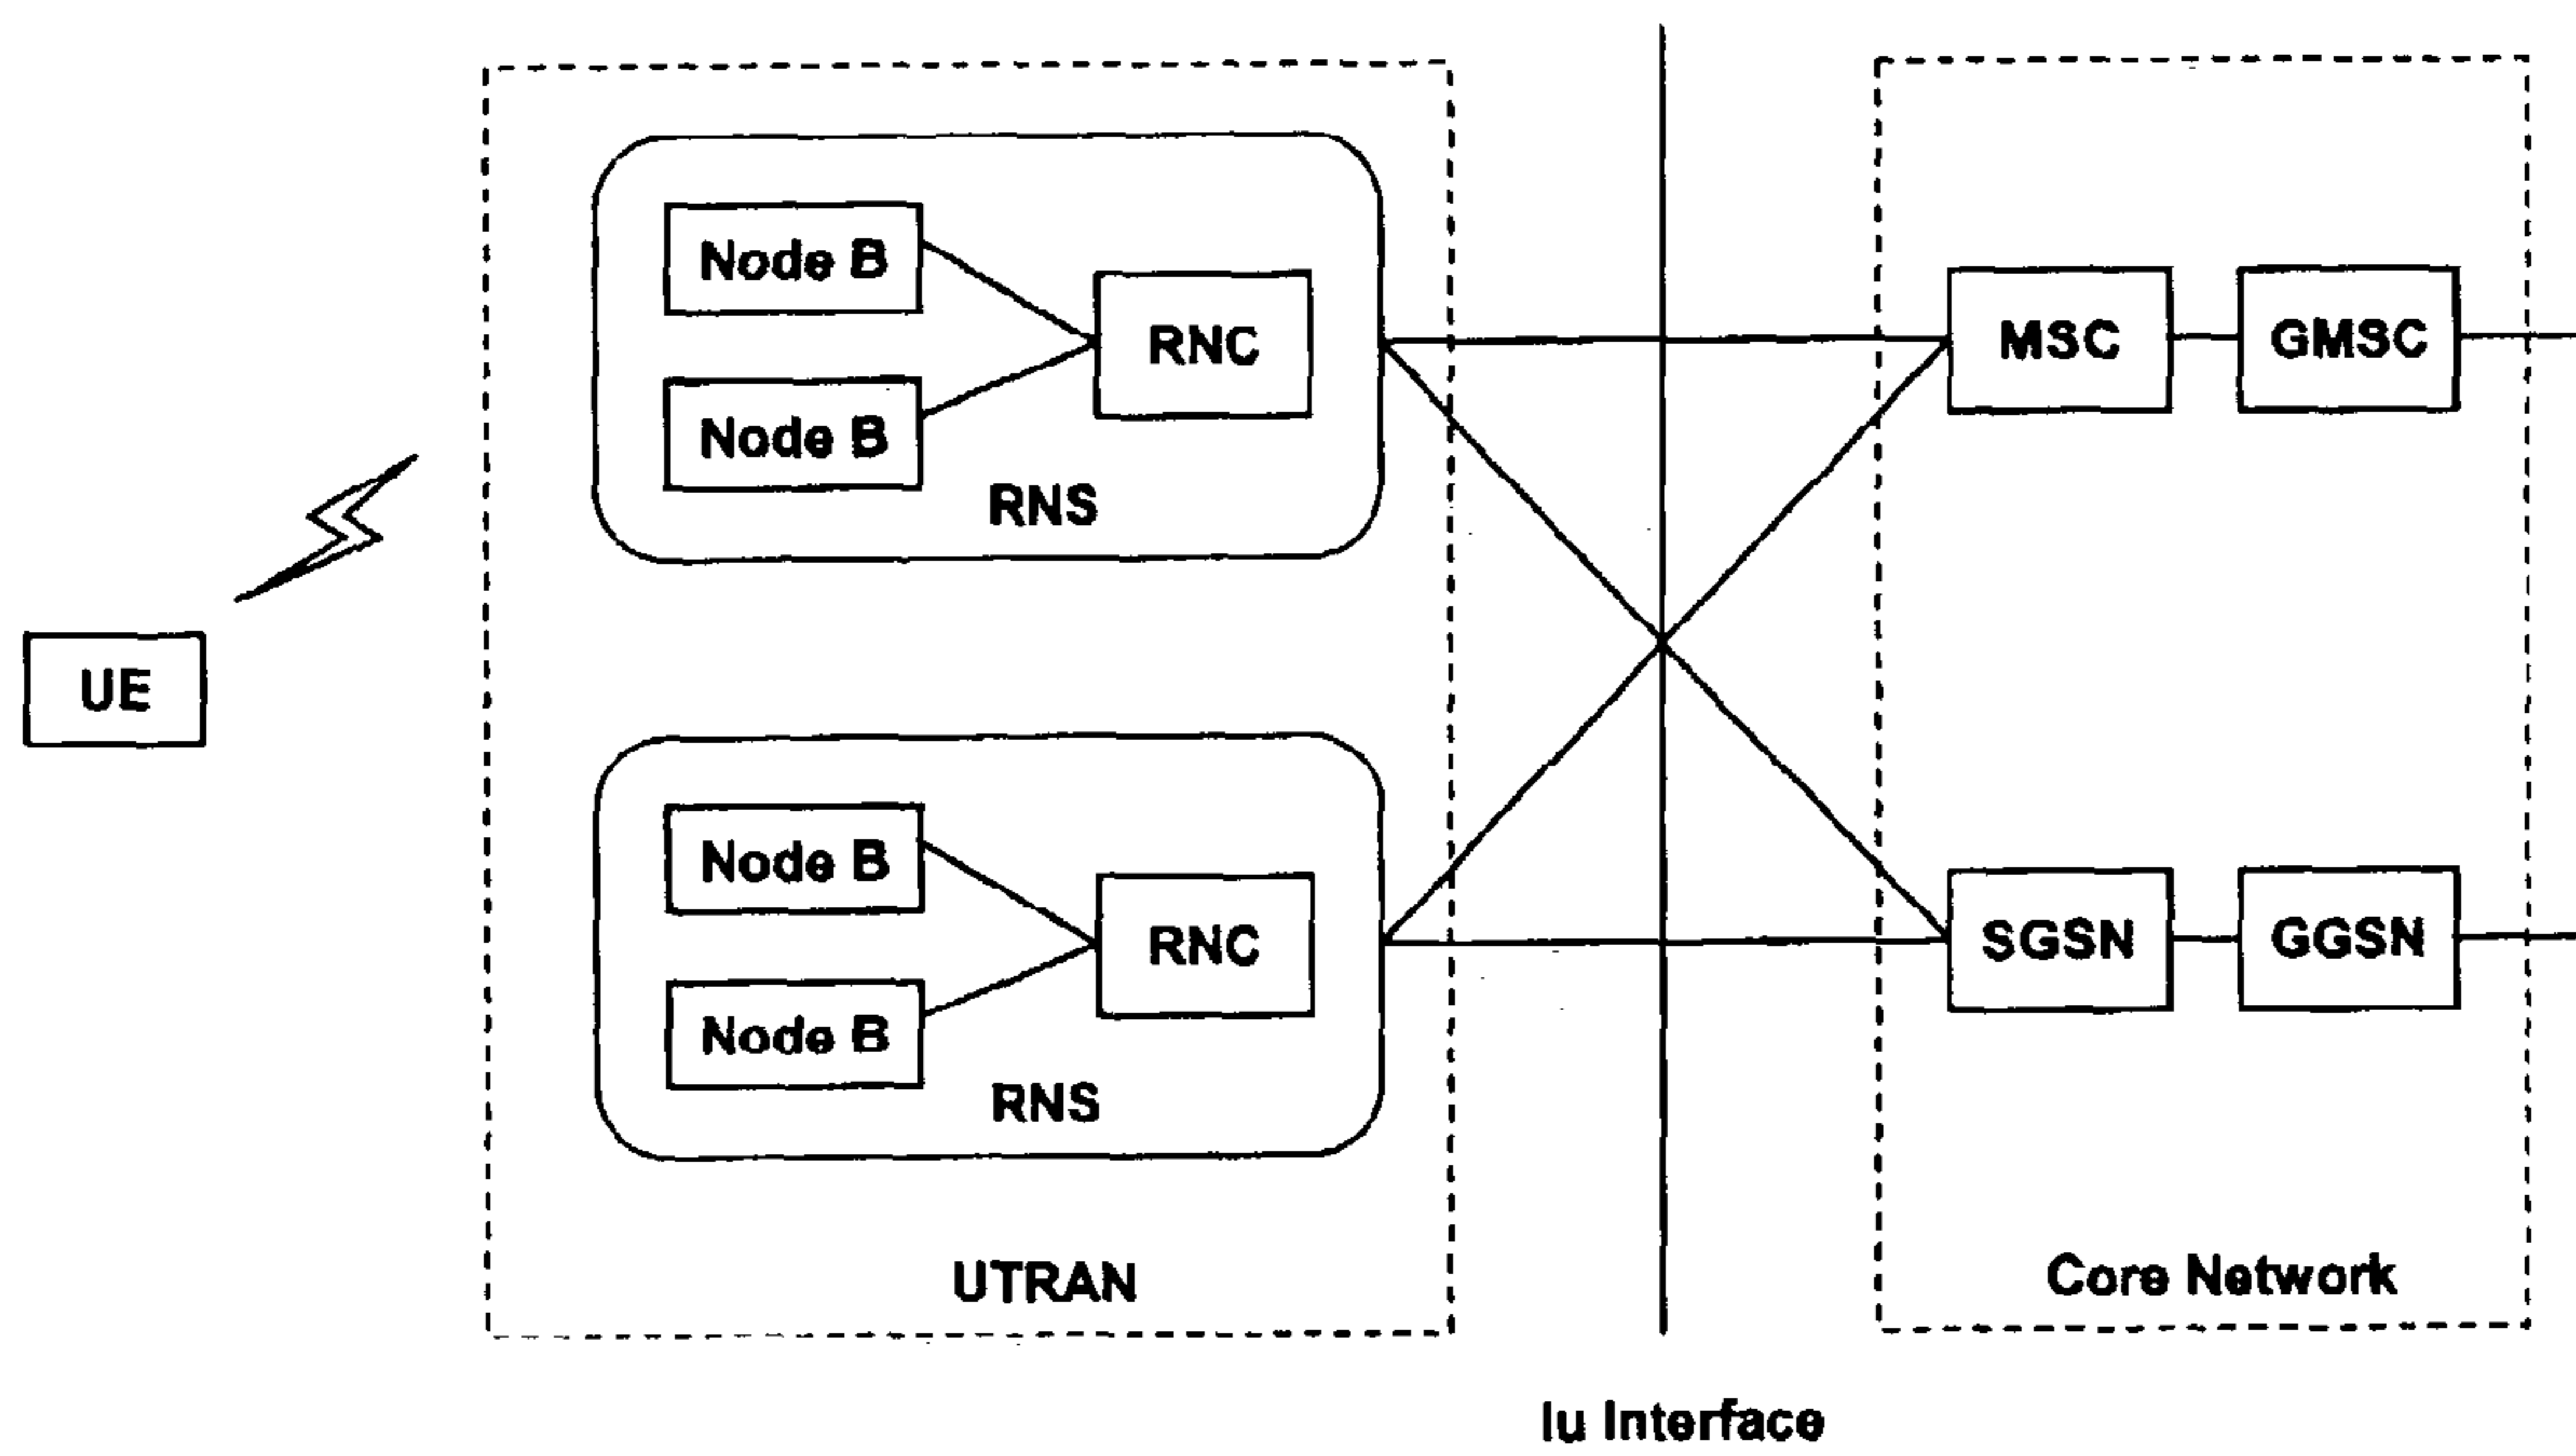 Node B
RNC
Node B
RNS
MSC
GMSC
UE
Node B
RNC
Node B
RNS
SGSN
GGSN
UTRAN
Core Network
Iu Interface